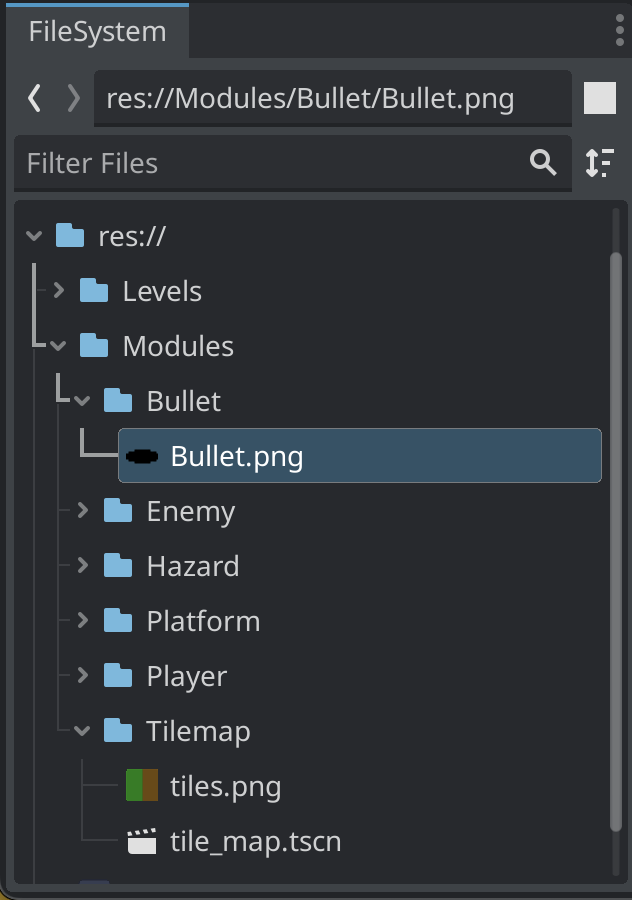 FileSystem
res://Modules/Bullet/Bullet.png
Filter Files
res://
Levels
Modules
Bullet
Bullet.png
Enemy
Hazard
Platform
Player
Tilemap
tiles.png
tile_map.tscn